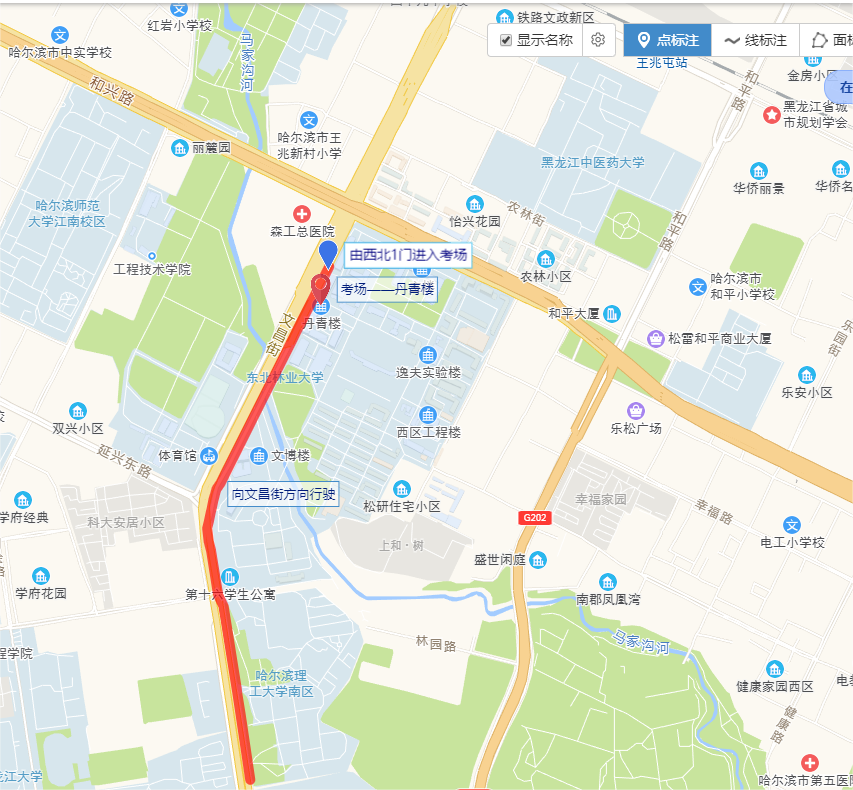 红岩小学校
铁路文政新区
哈尔滨市中实学校
显示名称
点标注
线标注
王兆屯站
金房小区
在
马家沟河
和兴路
和平路
黑龙江省城
市规划学会
哈尔滨市王
兆新村小学
丽麓园
黑龙江中医药大学
华侨丽景
哈尔滨师范
大学江南校区
怡兴花园
农林街
森工总医院
和平路
由西北1门进入考场
工程技术学院
农林小区
哈尔滨市
和平小学校
考场——丹青楼
丹青楼
和平大厦
文昌街
松雷和平商业大厦
乐园街
东北林业大学
逸夫实验楼
乐安小区
双兴小区
西区工程楼
乐松广场
延兴东路
体育馆
文博楼
向文昌街方向行驶
松研住宅小区
幸福家园
学府经典
科大安居小区
G202
幸福路
上和·树
电工小学校
盛世闲庭
学府花园
第十六学生公寓
南郡凤凰湾
林园路
马家沟河
程学院
哈尔滨理
工大学南区
健康家园西区
健康路
龙江大学
哈尔滨市第五医院